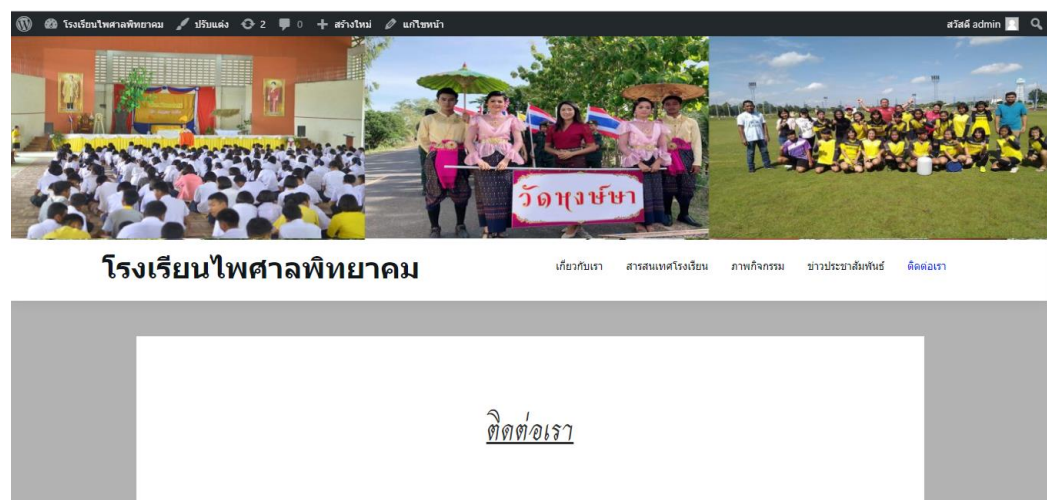 โรงเรียนไพศาลพิทยาคม ปรับแต่ง 2 0 + สร้างใหม่ แก้ไขหน้า สวัสดี admin
วัดหงษ์ษา
โรงเรียนไพศาลพิทยาคม
เกี่ยวกับเรา สารสนเทศโรงเรียน ภาพกิจกรรม ข่าวประชาสัมพันธ์ ติดต่อเรา
ติดต่อเรา